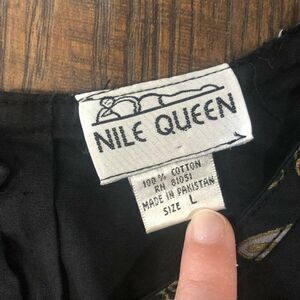 NILE QUEEN
100% COTTON
RN 81051
MADE IN PAKISTAN
SIZE L